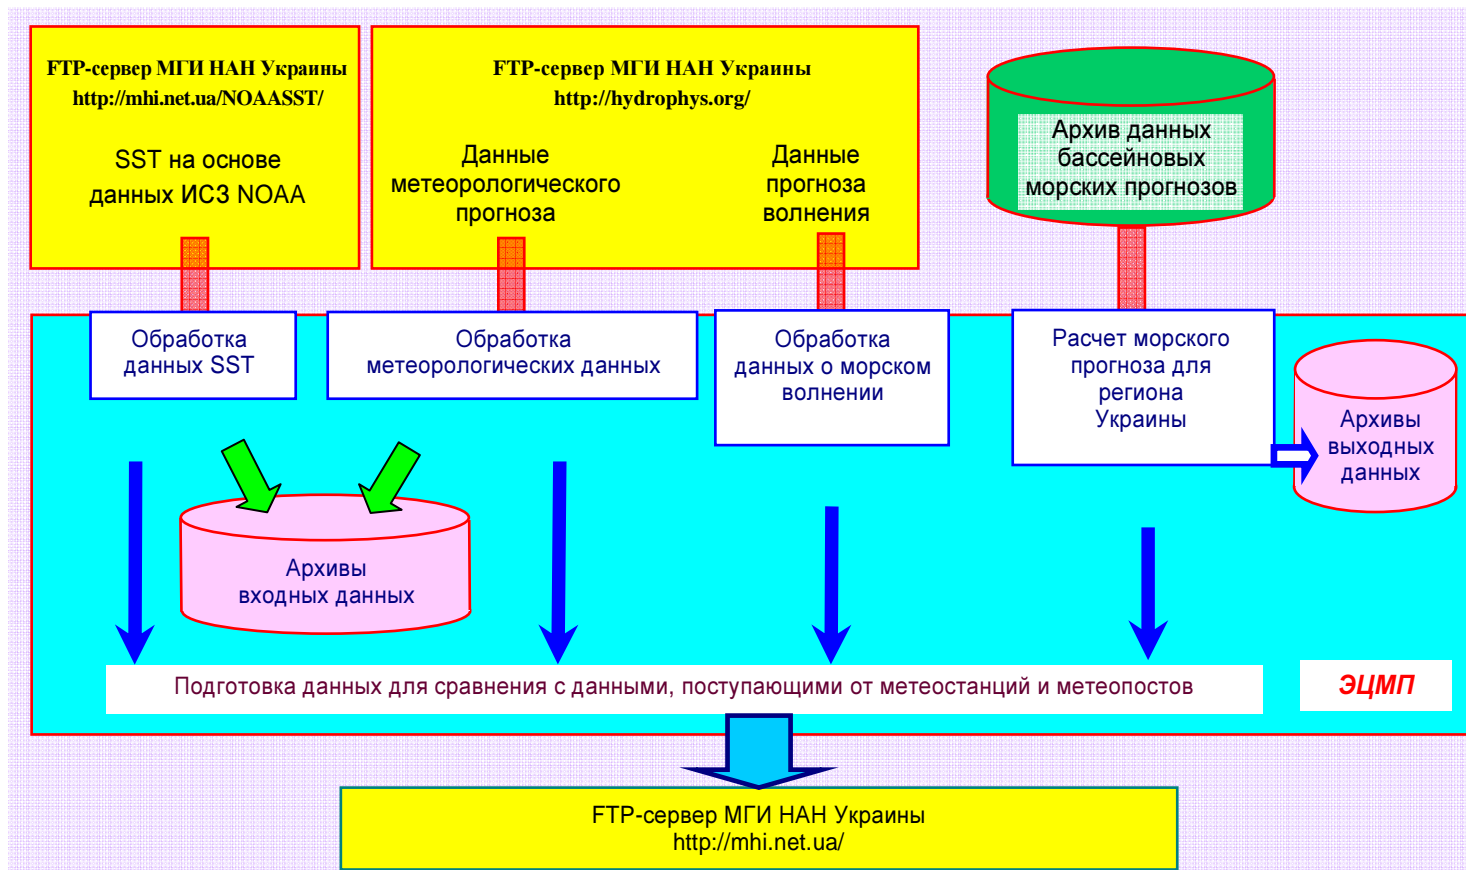 FTP-сервер МГИ НАН Украины
http://mhi.net.ua/NOAASST/
SST на основе
данных ИСЗ NOAA
FTP-сервер МГИ НАН Украины
http://hydrophys.org/
Данные
метеорологического
прогноза
Данные
прогноза
волнения
Архив данных
бассейновых
морских прогнозов
Обработка
данных SST
Обработка
метеорологических данных
Обработка
данных о морском
волнении
Расчет морского
прогноза для
региона
Украины
Архивы
выходных
данных
Архивы
входных данных
Подготовка данных для сравнения с данными, поступающими от метеостанций и метеопостов
ЭЦМП
FTP-сервер МГИ НАН Украины
http://mhi.net.ua/